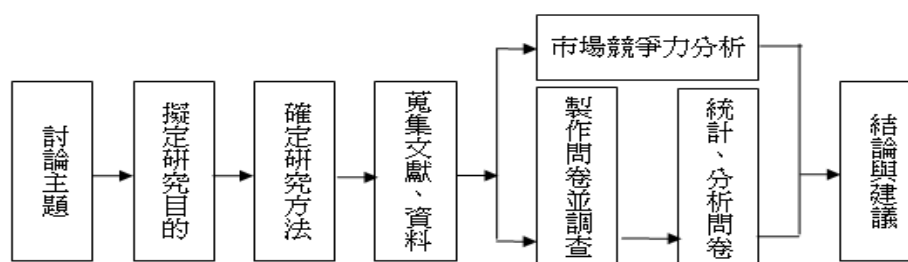 討論主題
擬定研究目的
確定研究方法
蒐集文獻、資料
市場競爭力分析
製作問卷並調查
統計、分析問卷
結論與建議